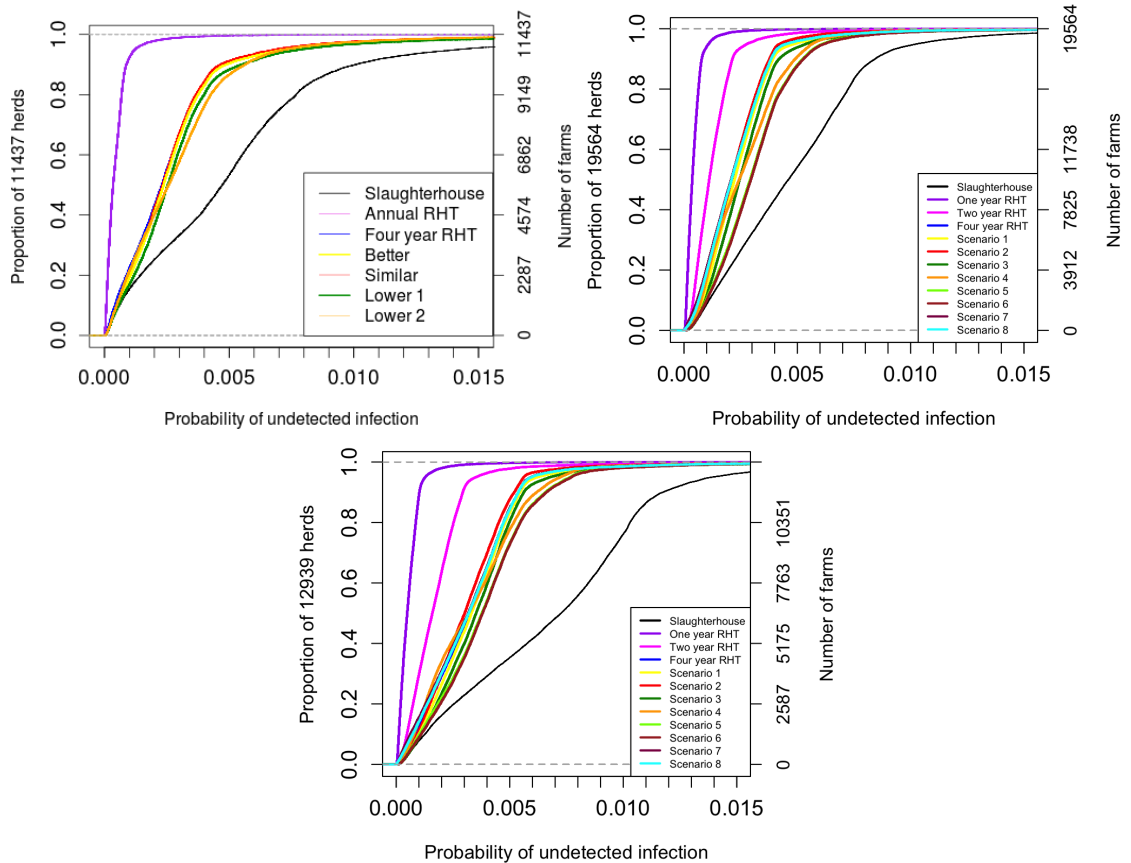 Proportion of 11437 herds
1.0
0.8
0.6
0.4
0.2
0.0
0.000
0.005
0.010
0.015
Probability of undetected infection
11437
9149
6862
4574
2287
0
Number of farms
Slaughterhouse
Annual RHT
Four year RHT
Better
Similar
Lower 1
Lower 2
Proportion of 19564 herds
1.0
0.8
0.6
0.4
0.2
0.0
0.000
0.005
0.010
0.015
Probability of undetected infection
19564
11738
7825
3912
0
Number of farms
Slaughterhouse
One year RHT
Two year RHT
Four year RHT
Scenario 1
Scenario 2
Scenario 3
Scenario 4
Scenario 5
Scenario 6
Scenario 7
Scenario 8
Proportion of 12939 herds
1.0
0.8
0.6
0.4
0.2
0.0
0.000
0.005
0.010
0.015
Probability of undetected infection
10351
7763
5175
2587
0
Number of farms
Slaughterhouse
One year RHT
Two year RHT
Four year RHT
Scenario 1
Scenario 2
Scenario 3
Scenario 4
Scenario 5
Scenario 6
Scenario 7
Scenario 8